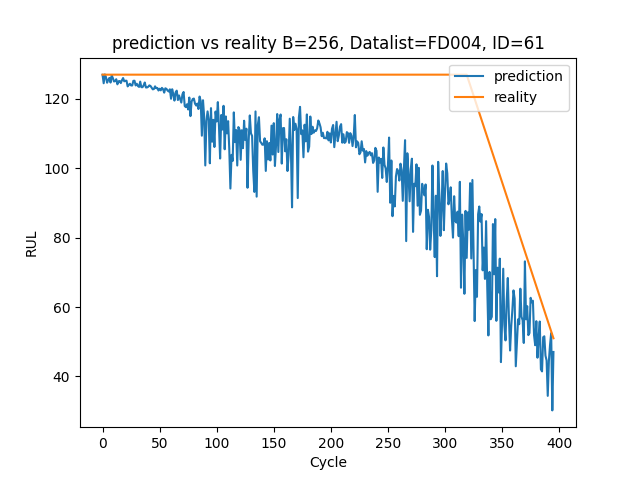 prediction vs reality B=256, Datalist=FD004, ID=61
prediction
reality
RUL
120
100
80
60
40
0 50 100 150 200 250 300 350 400
Cycle